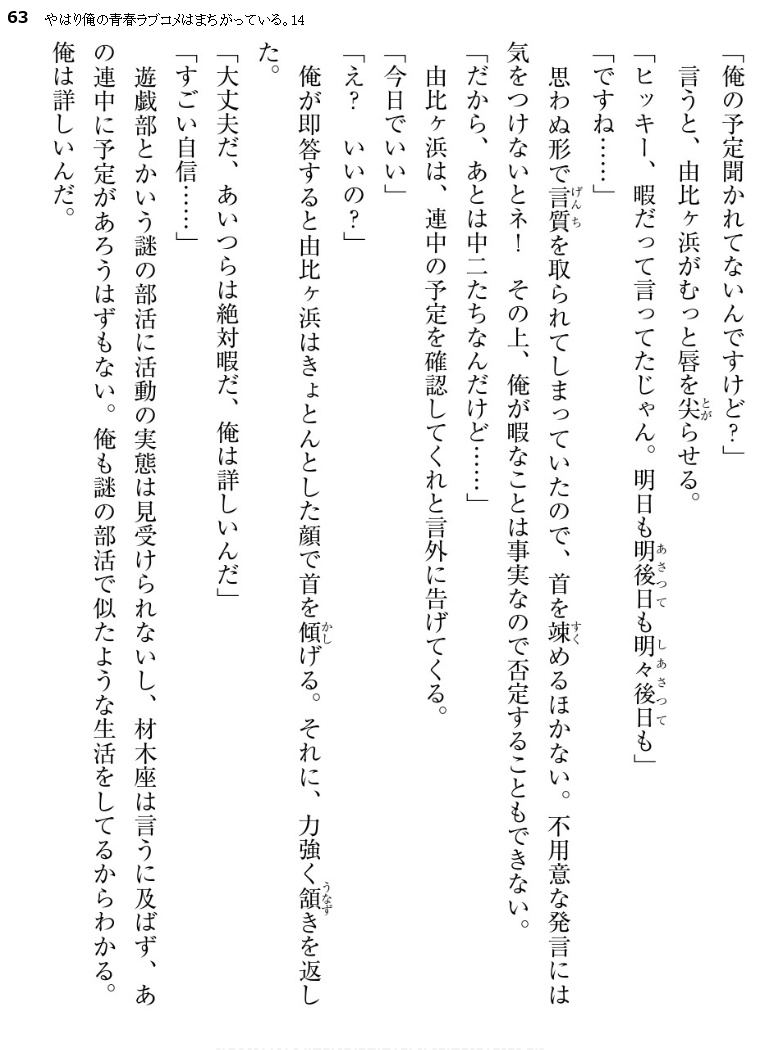 63 やはり俺の青春ラブコメはまちがっている。14
「俺の予定聞かれてないんですけど？」
言うと、由比ヶ浜がむっと唇を尖らせる。
「ヒッキー、暇だって言ってたじゃん。明日も明後日も明々後日も」
「ですね……」
思わぬ形で言質を取られてしまっていたので、首を竦めるほかない。不用意な発言には
気をつけないとネ！　その上、俺が暇なことは事実なので否定することもできない。
「だから、あとは中二たちなんだけど……」
由比ヶ浜は、連中の予定を確認してくれと言外に告げてくる。
「今日でいい」
「え？　いいの？」
俺が即答すると由比ヶ浜はきょとんとした顔で首を傾げる。それに、力強く頷きを返し
た。
「大丈夫だ、あいつらは絶対暇だ、俺は詳しいんだ」
「すごい自信……」
遊戯部とかいう謎の部活に活動の実態は見受けられないし、材木座は言うに及ばず、あ
の連中に予定があろうはずもない。俺も謎の部活で似たような生活をしてるからわかる。
俺は詳しいんだ。